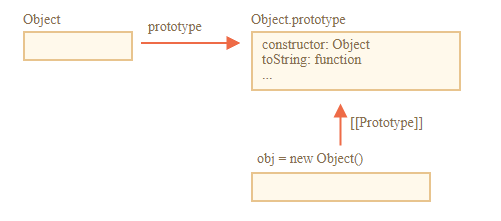 Object
prototype
Object.prototype
constructor: Object
toString: function
...
[[Prototype]]
obj = new Object()